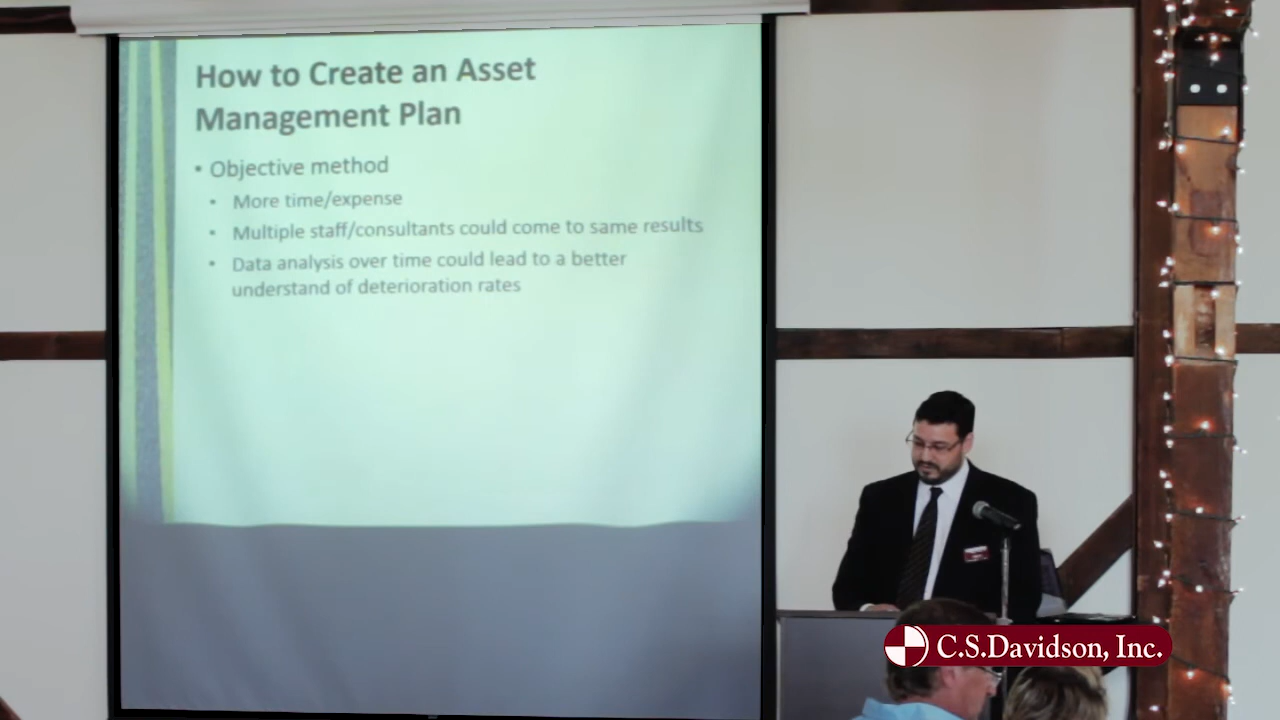 How to Create an Asset
Management Plan
• Objective method
• More time/expense
• Multiple staff/consultants could come to same results
• Data analysis over time could lead to a better
understand of deterioration rates
C.S.Davidson, Inc.